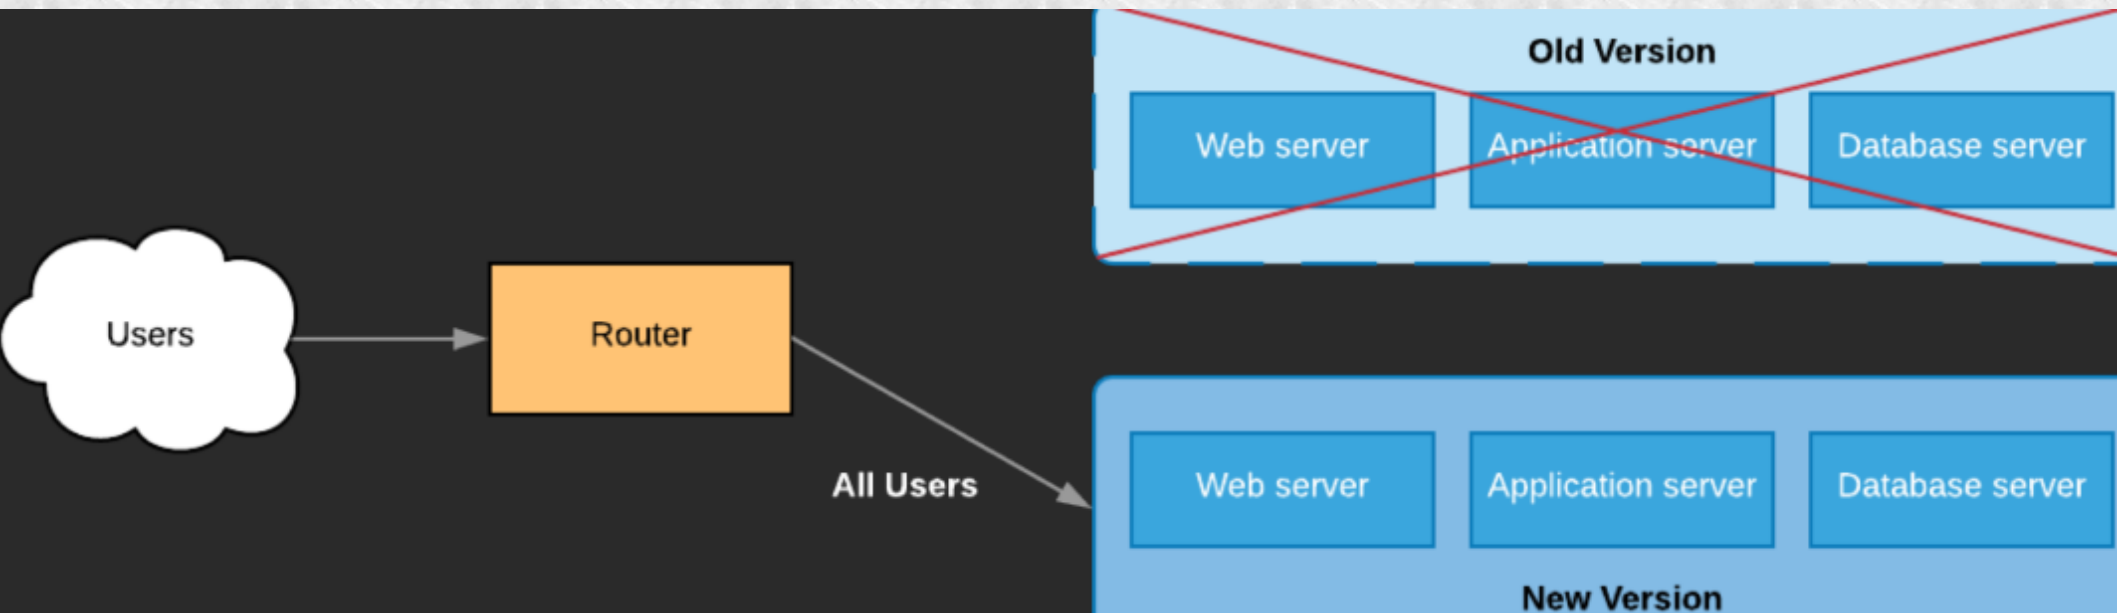 Old Version
Web server
Application server
Database server
Users
Router
All Users
Web server
Application server
Database server
New Version